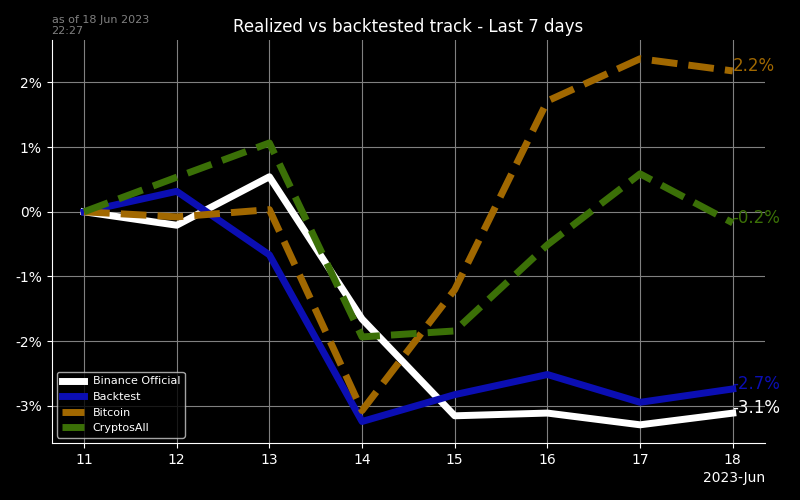 as of 18 Jun 2023
22:27
Realized vs backtested track - Last 7 days
2.2%
2%
1%
0%
-0.2%
-1%
-2%
-2.7%
-3%
-3.1%
Binance Official
Backtest
Bitcoin
CryptosAll
11 12 13 14 15 16 17 18
2023-Jun